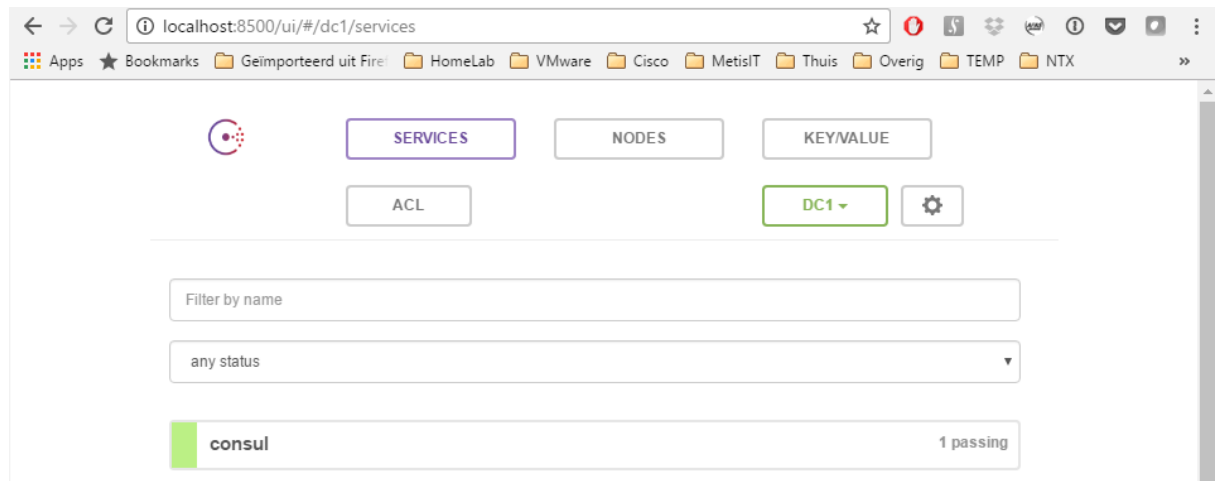 localhost:8500/ui/#/dc1/services
Apps Bookmarks Geïmporteerd uit Firef HomeLab VMware Cisco MetisIT Thuis Overig TEMP NTX »
SERVICES NODES KEY/VALUE
ACL DC1
Filter by name
any status
consul 1 passing